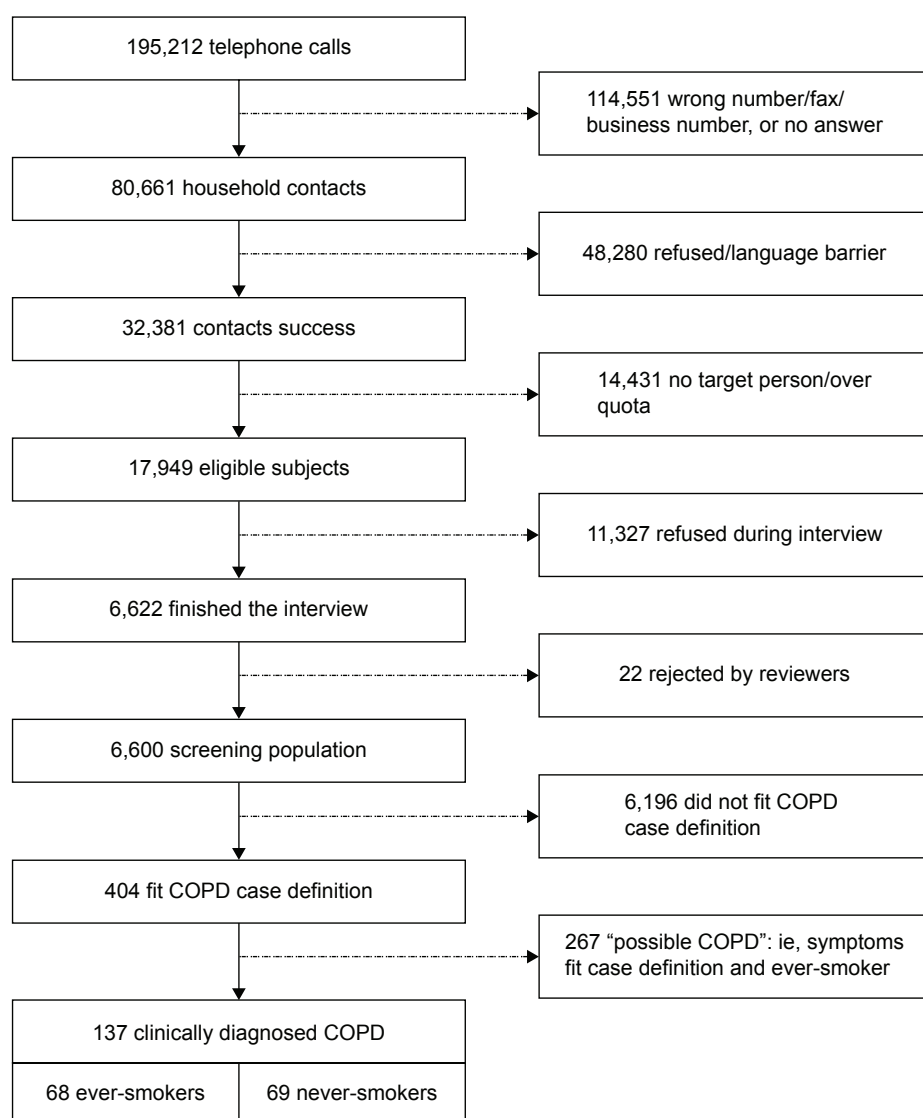 195,212 telephone calls
114,551 wrong number/fax/
business number, or no answer
80,661 household contacts
48,280 refused/language barrier
32,381 contacts success
14,431 no target person/over
quota
17,949 eligible subjects
11,327 refused during interview
6,622 finished the interview
22 rejected by reviewers
6,600 screening population
6,196 did not fit COPD
case definition
404 fit COPD case definition
267 “possible COPD”: ie, symptoms
fit case definition and ever-smoker
137 clinically diagnosed COPD
68 ever-smokers
69 never-smokers